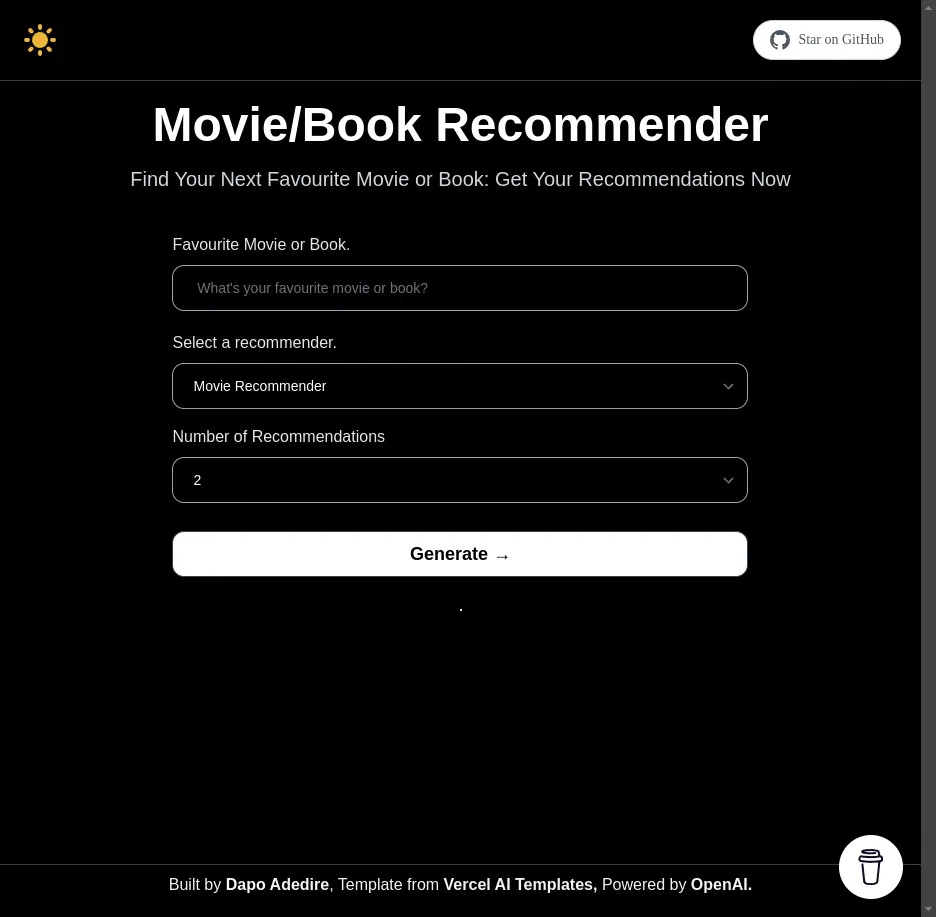 Star on GitHub
Movie/Book Recommender
Find Your Next Favourite Movie or Book: Get Your Recommendations Now
Favourite Movie or Book.
What's your favourite movie or book?
Select a recommender.
Movie Recommender
Number of Recommendations
2
Generate →
.
Built by Dapo Adedire, Template from Vercel AI Templates, Powered by OpenAI.